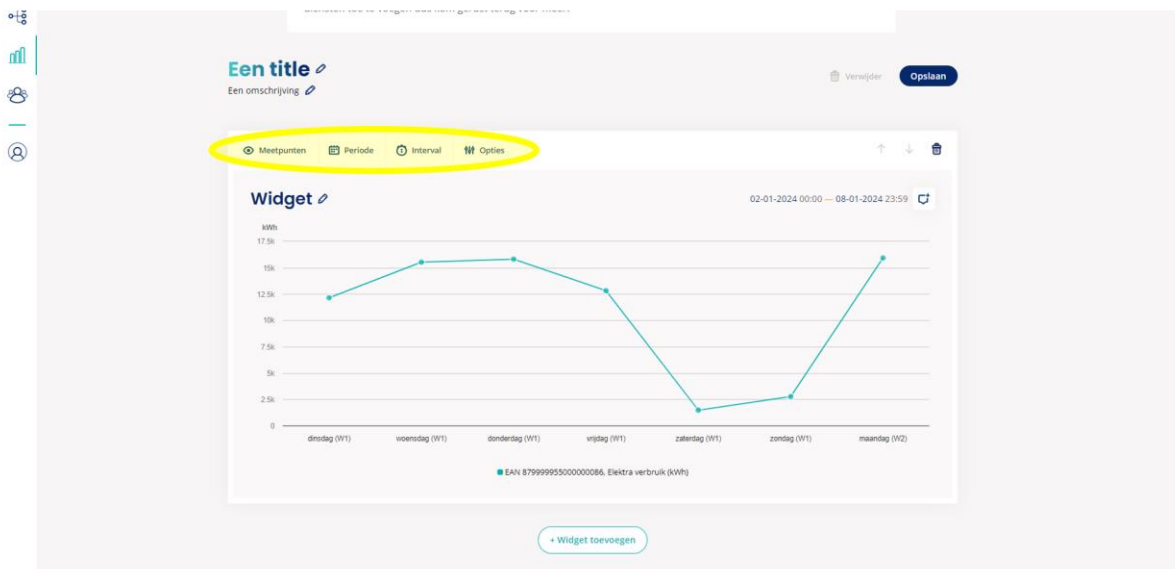 Een title
Verwijder Opslaan
Een omschrijving
Meetpunten Periode Interval Opties
Widget
02-01-2024 00:00 — 08-01-2024 23:59
kWh
17.5k
15k
12.5k
10k
7.5k
5k
2.5k
0
dinsdag (W1) woensdag (W1) donderdag (W1) vrijdag (W1) zaterdag (W1) zondag (W1) maandag (W2)
EAN 879999955000000086, Elektra verbruik (kWh)
+ Widget toevoegen